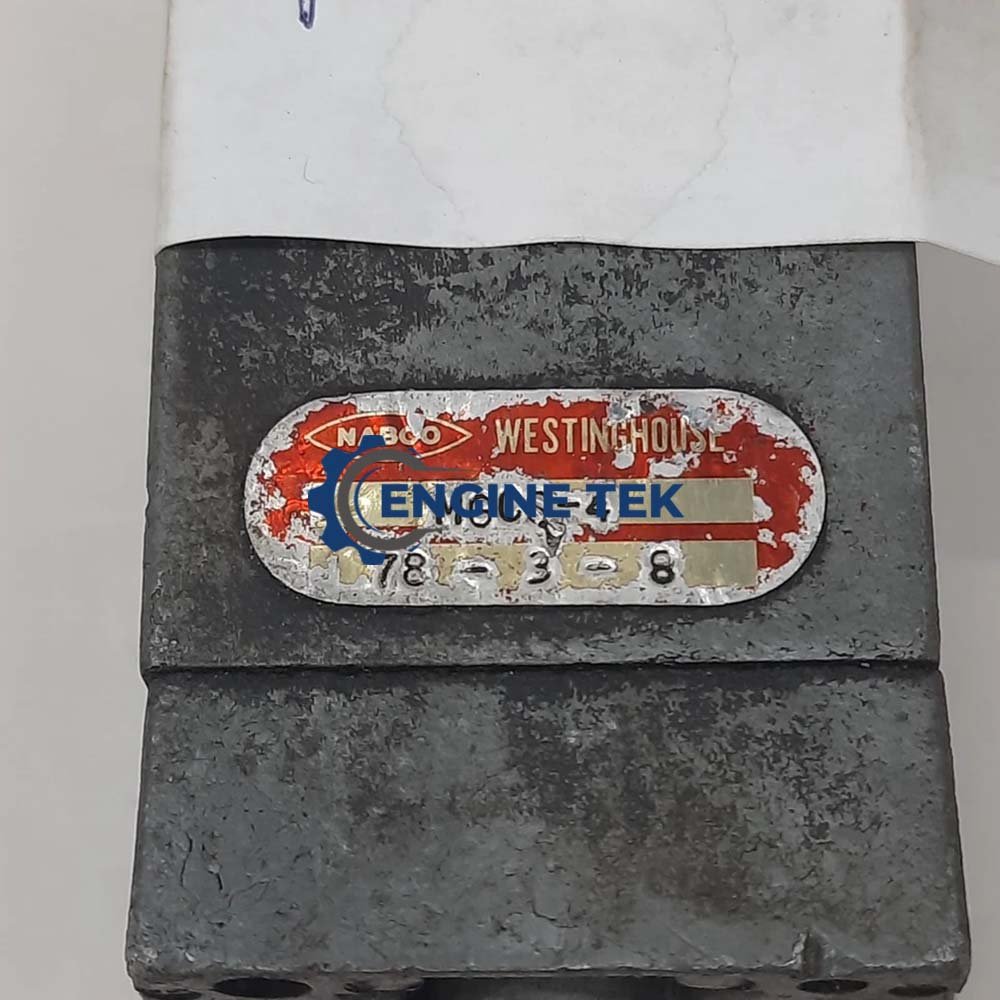 NABCO WESTINGHOUSE
ENGINE TEK
78 - 3 - 8